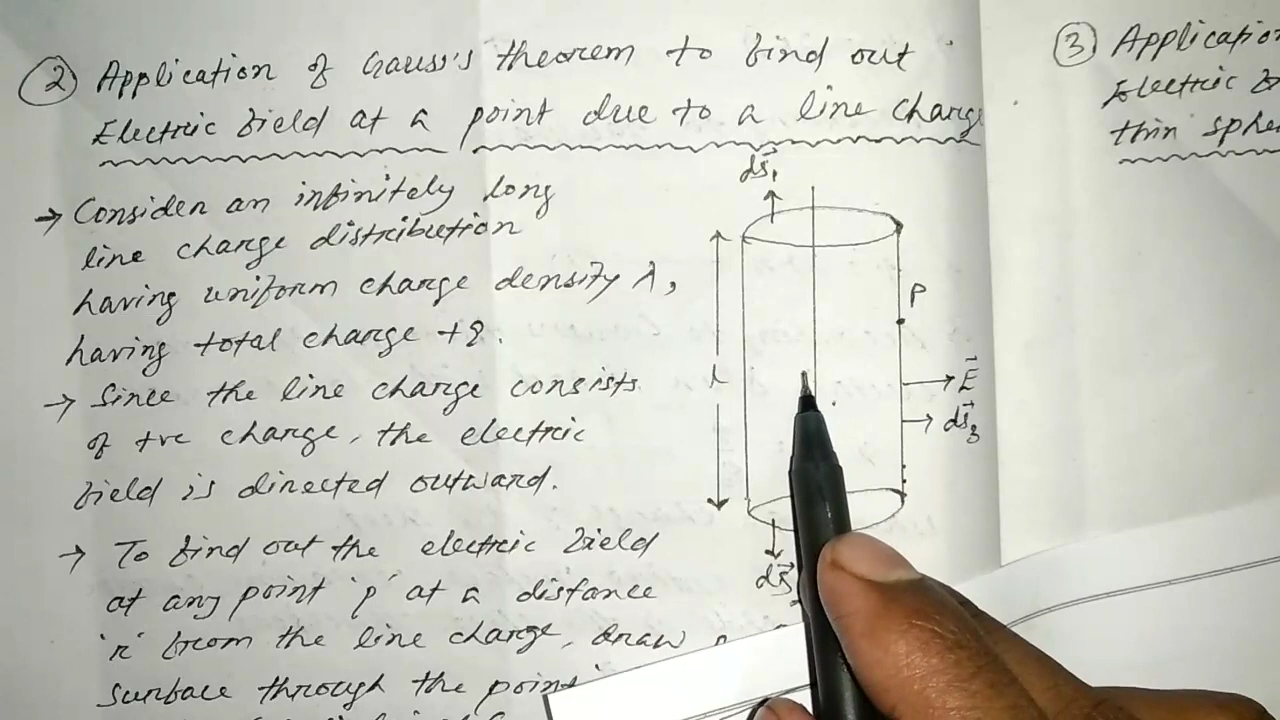 ② Application of Gauss's theorem to find out
Electric field at a point due to a line charge
→ Consider an infinitely long
line charge distribution
having uniform charge density λ,
having total charge +q.
→ Since the line charge consists
of +ve charge, the electric
field is directed outward.
→ To find out the electric field
at any point 'p' at a distance
'r' from the line charge, draw
surface through the point
ds₁
P
l
E
ds₃
③ Application
Electric
thin sphe